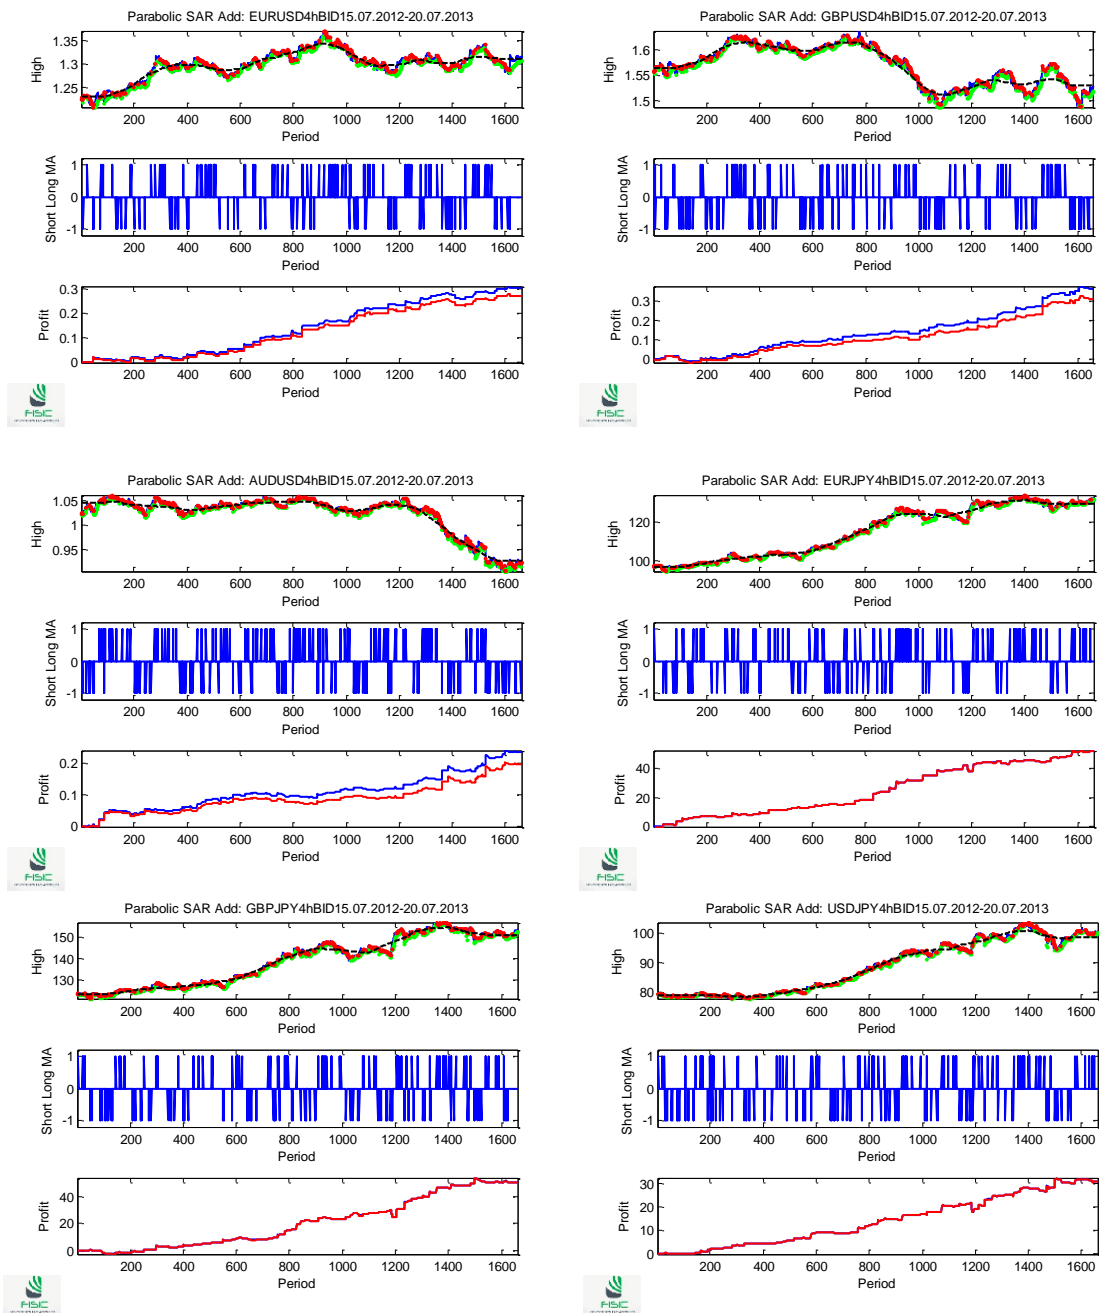 Parabolic SAR Add: EURUSD4hBID15.07.2012-20.07.2013
1.35
1.3
1.25
High
200 400 600 800 1000 1200 1400 1600
Period
1
0
-1
Short Long MA
200 400 600 800 1000 1200 1400 1600
Period
0.3
0.2
0.1
0
Profit
200 400 600 800 1000 1200 1400 1600
Period
FISIC
Parabolic SAR Add: GBPUSD4hBID15.07.2012-20.07.2013
1.6
1.55
1.5
High
200 400 600 800 1000 1200 1400 1600
Period
1
0
-1
Short Long MA
200 400 600 800 1000 1200 1400 1600
Period
0.3
0.2
0.1
0
Profit
200 400 600 800 1000 1200 1400 1600
Period
FISIC
Parabolic SAR Add: AUDUSD4hBID15.07.2012-20.07.2013
1.05
1
0.95
High
200 400 600 800 1000 1200 1400 1600
Period
1
0
-1
Short Long MA
200 400 600 800 1000 1200 1400 1600
Period
0.2
0.1
0
Profit
200 400 600 800 1000 1200 1400 1600
Period
FISIC
Parabolic SAR Add: EURJPY4hBID15.07.2012-20.07.2013
120
100
High
200 400 600 800 1000 1200 1400 1600
Period
1
0
-1
Short Long MA
200 400 600 800 1000 1200 1400 1600
Period
40
20
0
Profit
200 400 600 800 1000 1200 1400 1600
Period
FISIC
Parabolic SAR Add: GBPJPY4hBID15.07.2012-20.07.2013
150
140
130
High
200 400 600 800 1000 1200 1400 1600
Period
1
0
-1
Short Long MA
200 400 600 800 1000 1200 1400 1600
Period
40
20
0
Profit
200 400 600 800 1000 1200 1400 1600
Period
FISIC
Parabolic SAR Add: USDJPY4hBID15.07.2012-20.07.2013
100
90
80
High
200 400 600 800 1000 1200 1400 1600
Period
1
0
-1
Short Long MA
200 400 600 800 1000 1200 1400 1600
Period
30
20
10
0
Profit
200 400 600 800 1000 1200 1400 1600
Period
FISIC